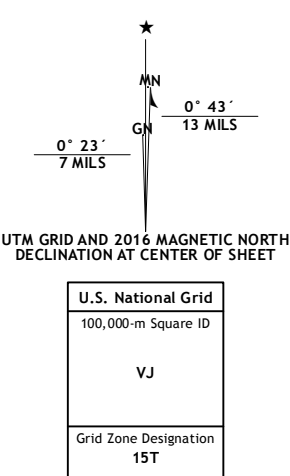 ★
MN
0° 43´
13 MILS
GN
0° 23´
7 MILS
UTM GRID AND 2016 MAGNETIC NORTH
DECLINATION AT CENTER OF SHEET
U.S. National Grid
100,000-m Square ID
VJ
Grid Zone Designation
15T